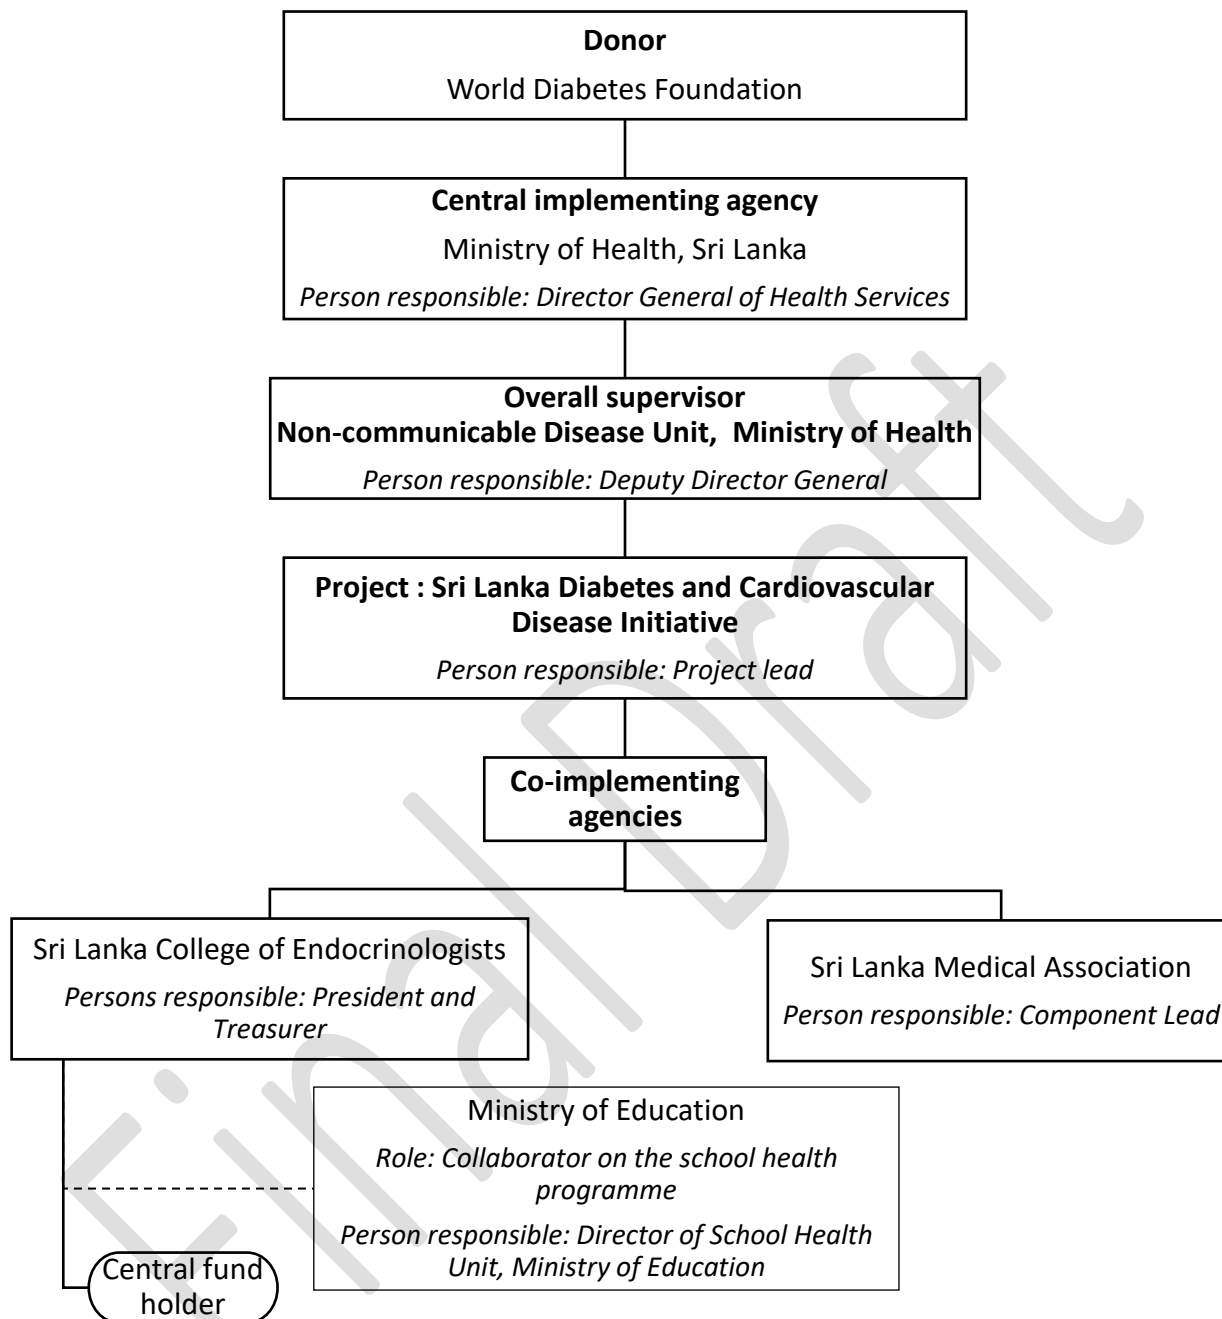 Donor
World Diabetes Foundation
Central implementing agency
Ministry of Health, Sri Lanka
Person responsible: Director General of Health Services
Overall supervisor
Non-communicable Disease Unit,  Ministry of Health
Person responsible: Deputy Director General
Project : Sri Lanka Diabetes and Cardiovascular
Disease Initiative
Person responsible: Project lead
Co-implementing
agencies
Sri Lanka College of Endocrinologists
Persons responsible: President and
Treasurer
Sri Lanka Medical Association
Person responsible: Component Lead
Ministry of Education
Role: Collaborator on the school health
programme
Person responsible: Director of School Health
Unit, Ministry of Education
Central fund
holder
Final Draft